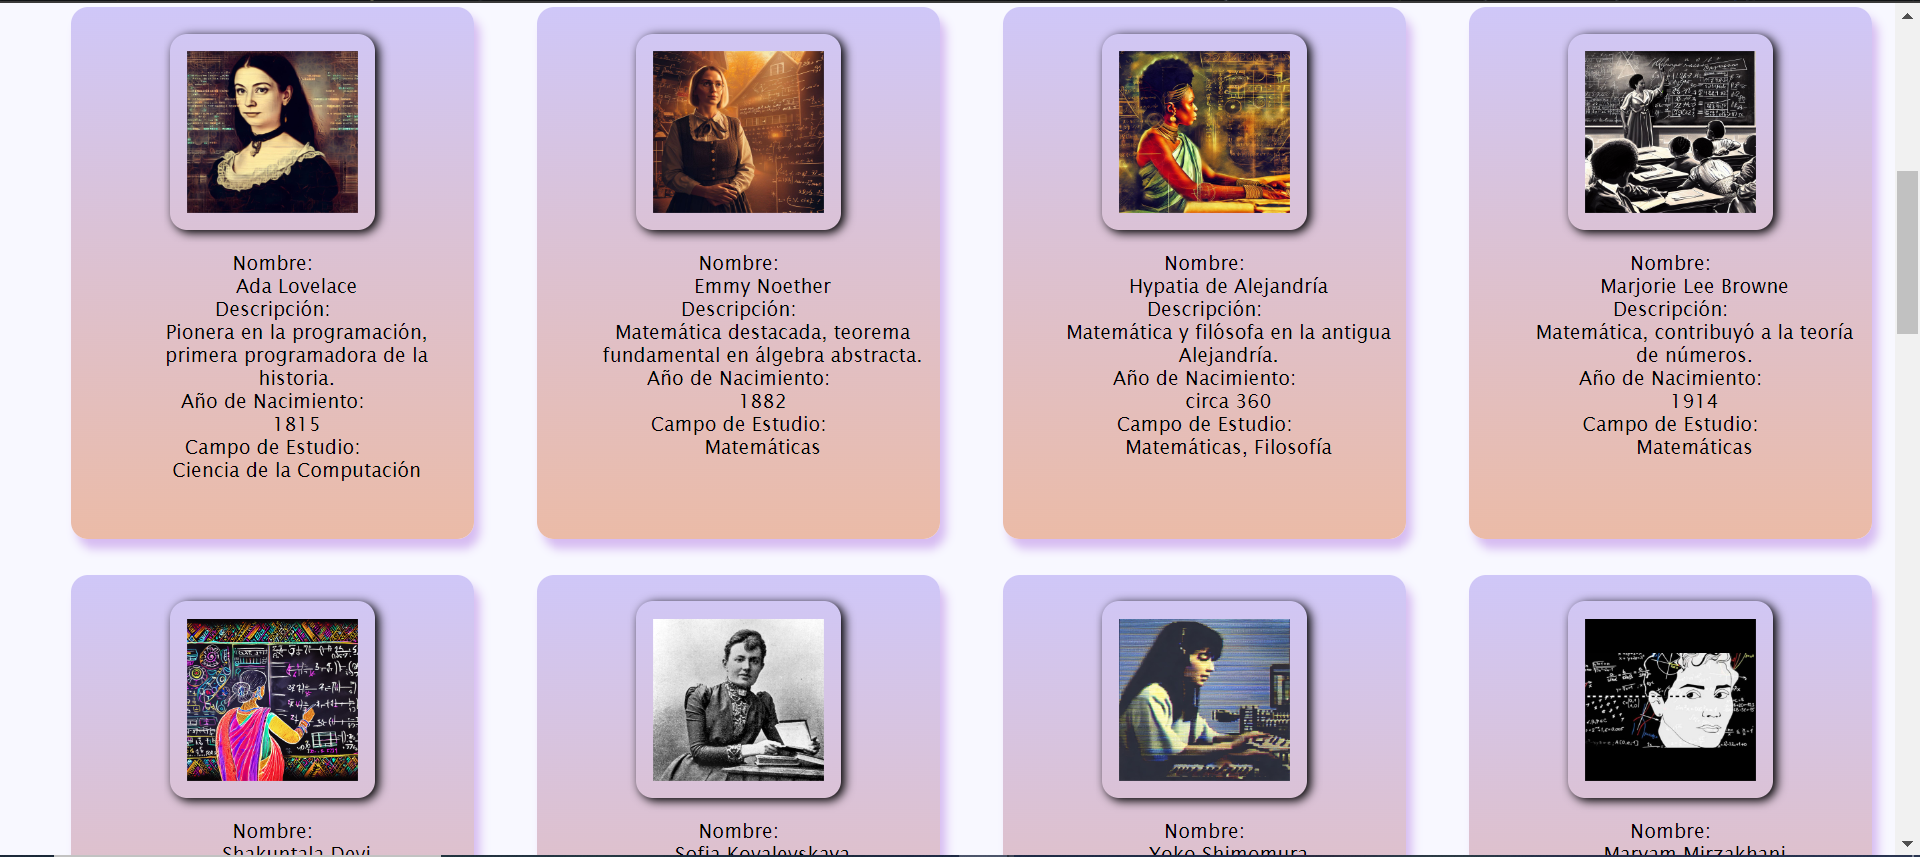 Nombre:
Ada Lovelace
Descripción:
Pionera en la programación,
primera programadora de la
historia.
Año de Nacimiento:
1815
Campo de Estudio:
Ciencia de la Computación
Nombre:
Emmy Noether
Descripción:
Matemática destacada, teorema
fundamental en álgebra abstracta.
Año de Nacimiento:
1882
Campo de Estudio:
Matemáticas
Nombre:
Hypatia de Alejandría
Descripción:
Matemática y filósofa en la antigua
Alejandría.
Año de Nacimiento:
circa 360
Campo de Estudio:
Matemáticas, Filosofía
Nombre:
Marjorie Lee Browne
Descripción:
Matemática, contribuyó a la teoría
de números.
Año de Nacimiento:
1914
Campo de Estudio:
Matemáticas
Nombre:
Shakuntala Devi
Nombre:
Sofia Kovalevskaya
Nombre:
Yoko Shimomura
Nombre:
Maryam Mirzakhani